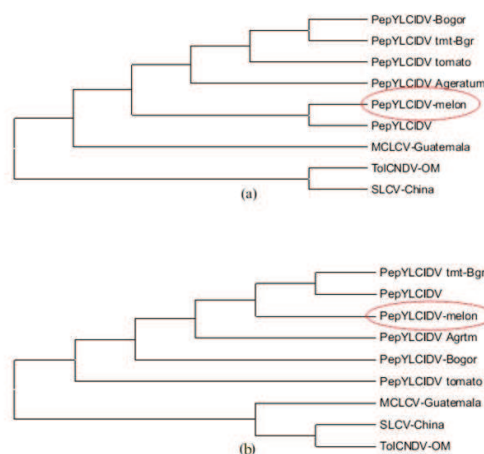 PepYLCIDV-Bogor
PepYLCIDV tmt-Bgr
PepYLCIDV tomato
PepYLCIDV Ageratum
PepYLCIDV-melon
PepYLCIDV
MCLCV-Guatemala
TolCNDV-OM
SLCV-China
(a)
PepYLCIDV tmt-Bgr
PepYLCIDV
PepYLCIDV-melon
PepYLCIDV Agrtm
PepYLCIDV-Bogor
PepYLCIDV tomato
MCLCV-Guatemala
SLCV-China
TolCNDV-OM
(b)